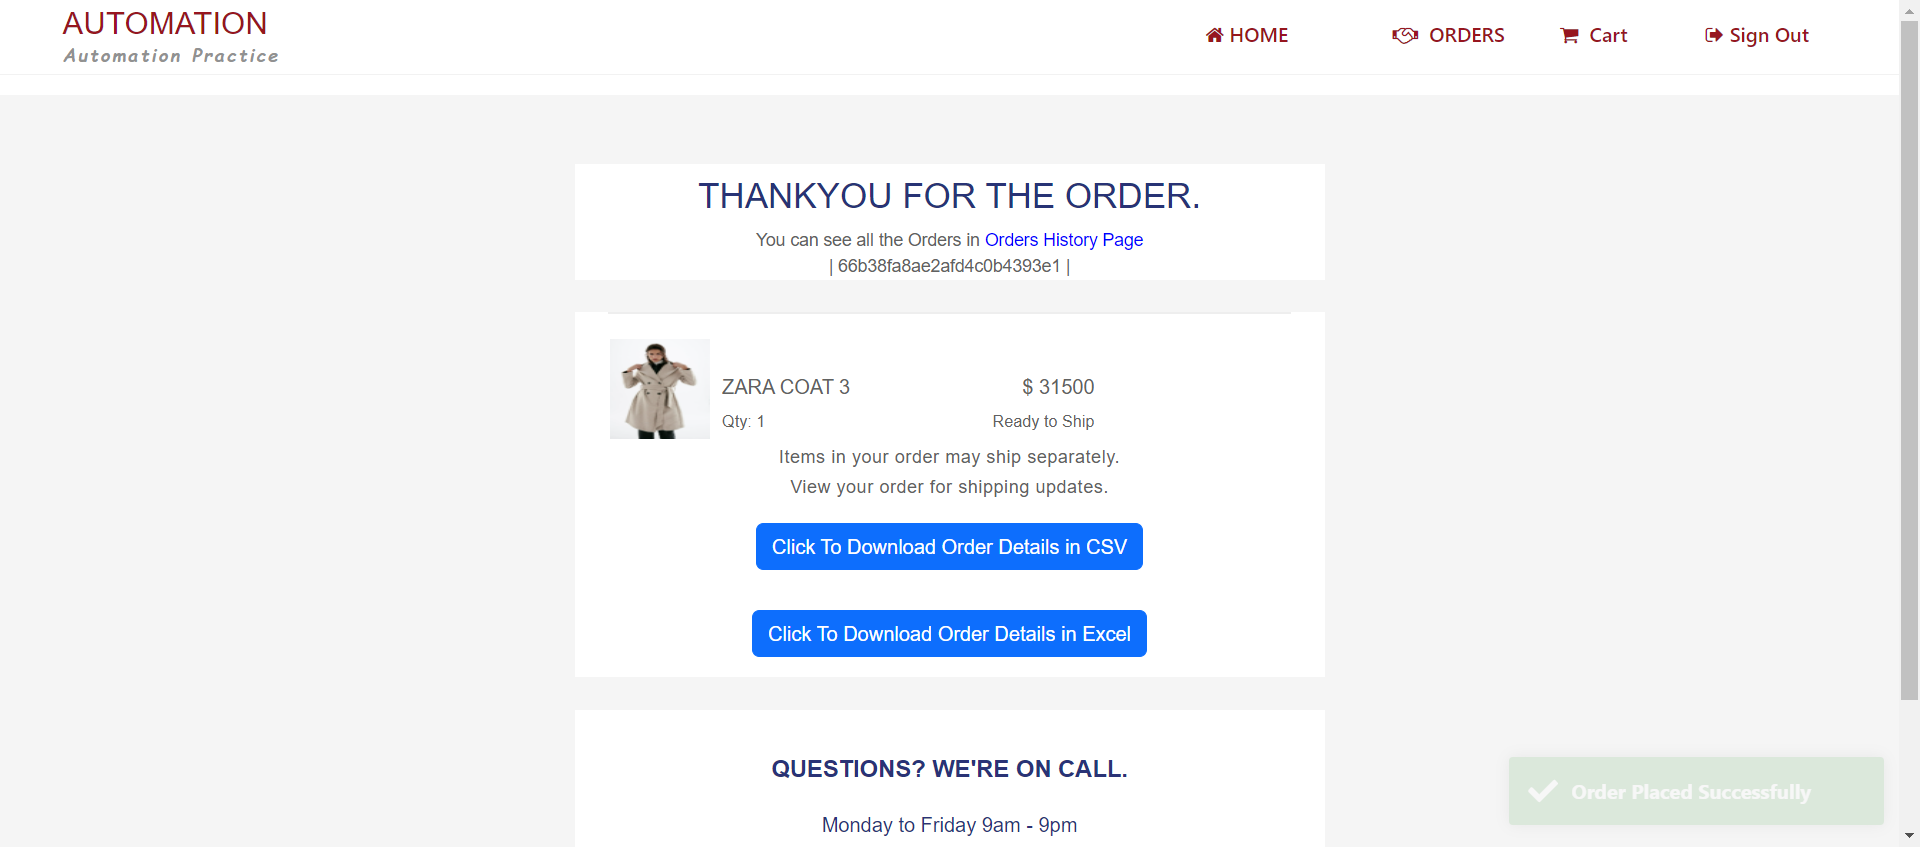 AUTOMATION
Automation Practice
HOME
ORDERS
Cart
Sign Out
THANKYOU FOR THE ORDER.
You can see all the Orders in Orders History Page
| 66b38fa8ae2afd4c0b4393e1 |
ZARA COAT 3
$ 31500
Qty: 1
Ready to Ship
Items in your order may ship separately.
View your order for shipping updates.
Click To Download Order Details in CSV
Click To Download Order Details in Excel
QUESTIONS? WE'RE ON CALL.
Monday to Friday 9am - 9pm
Order Placed Successfully